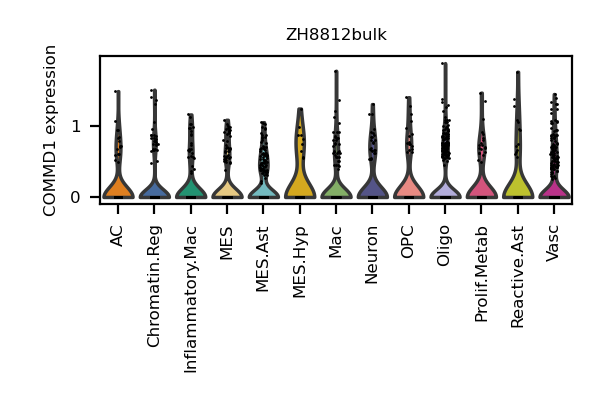 ZH8812bulk
COMMD1 expression
1
0
AC
Chromatin.Reg
Inflammatory.Mac
MES
MES.Ast
MES.Hyp
Mac
Neuron
OPC
Oligo
Prolif.Metab
Reactive.Ast
Vasc